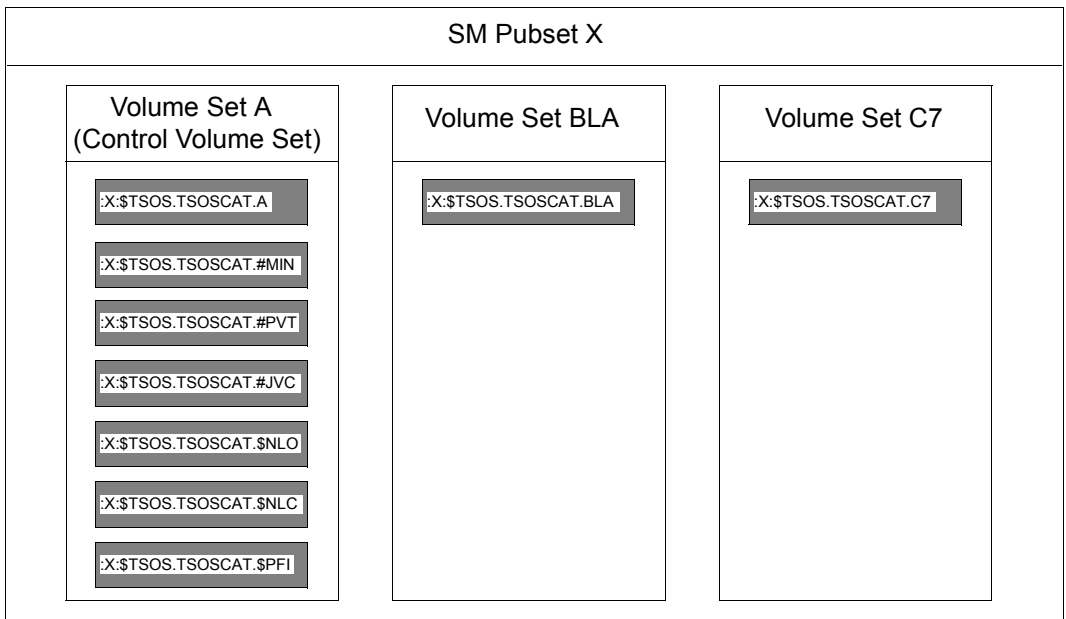 SM Pubset X
Volume Set A
(Control Volume Set)
:X:$TSOS.TSOSCAT.A
:X:$TSOS.TSOSCAT.#MIN
:X:$TSOS.TSOSCAT.#PVT
:X:$TSOS.TSOSCAT.#JVC
:X:$TSOS.TSOSCAT.$NLO
:X:$TSOS.TSOSCAT.$NLC
:X:$TSOS.TSOSCAT.$PFI
Volume Set BLA
:X:$TSOS.TSOSCAT.BLA
Volume Set C7
:X:$TSOS.TSOSCAT.C7